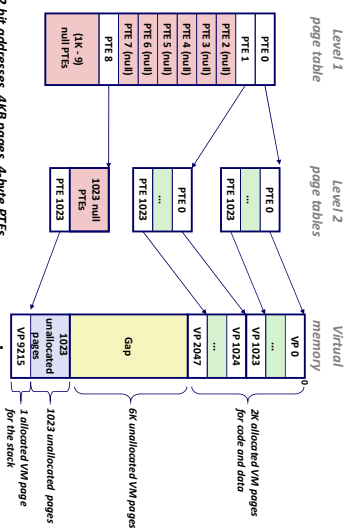 Level 1
page table
Level 2
page tables
Virtual
memory
0
PTE 0
PTE 1
PTE 2 (null)
PTE 3 (null)
PTE 4 (null)
PTE 5 (null)
PTE 6 (null)
PTE 7 (null)
PTE 8
(1K - 9)
null PTEs
PTE 0
...
PTE 1023
PTE 0
...
PTE 1023
1023 null
PTEs
PTE 1023
VP 0
...
VP 1023
VP 1024
...
VP 2047
Gap
1023
unallocated
pages
VP 9215
2K allocated VM pages
for code and data
6K unallocated VM pages
1023 unallocated pages
1 allocated VM page
for the stack
bit addresses, 4KB pages, 4-byte PTEs